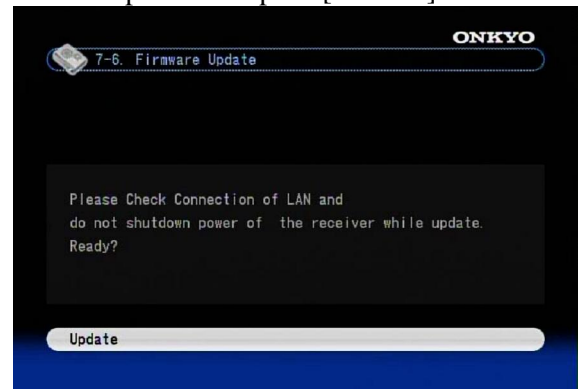 ONKYO
7-6. Firmware Update
Please Check Connection of LAN and
do not shutdown power of the receiver while update.
Ready?
Update